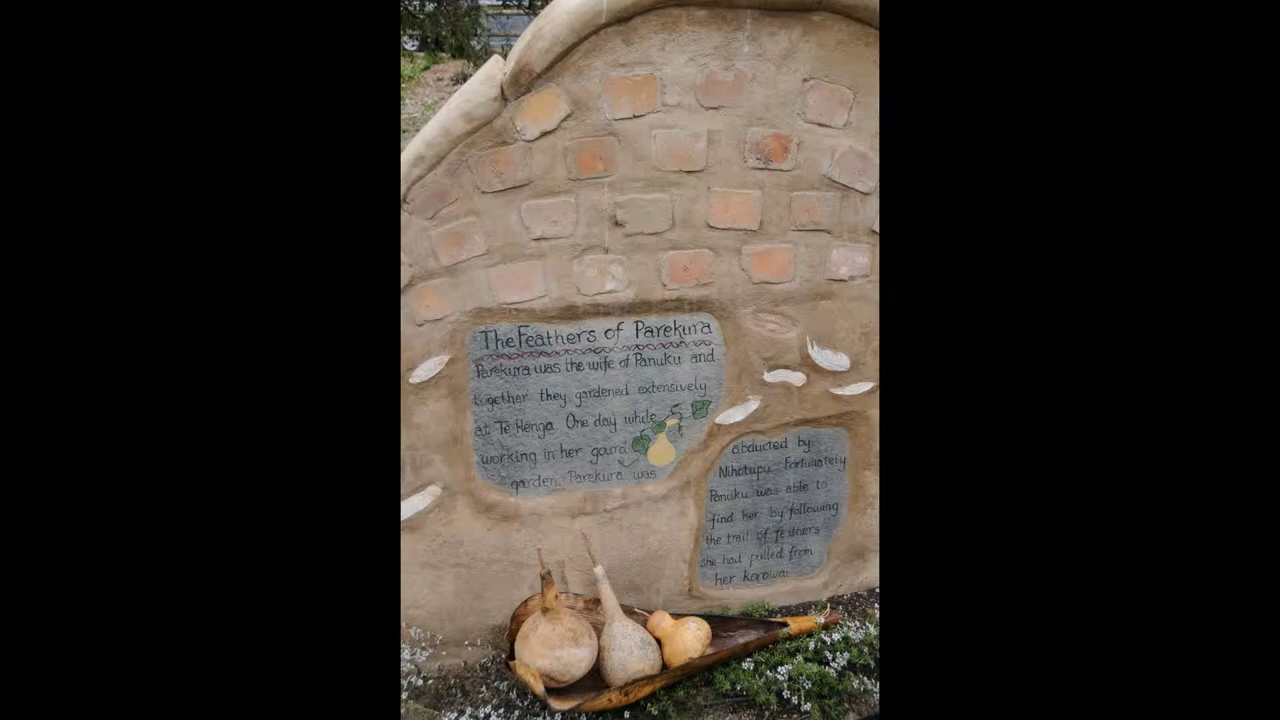 The Feathers of Parekura
Parekura was the wife of Panuku and
together they gardened extensively
at Te Henga. One day while
working in her gourd
garden, Parekura was
abducted by
Nihotupu. Fortunately
Panuku was able to
find her by following
the trail of feathers
she had pulled from
her korowai